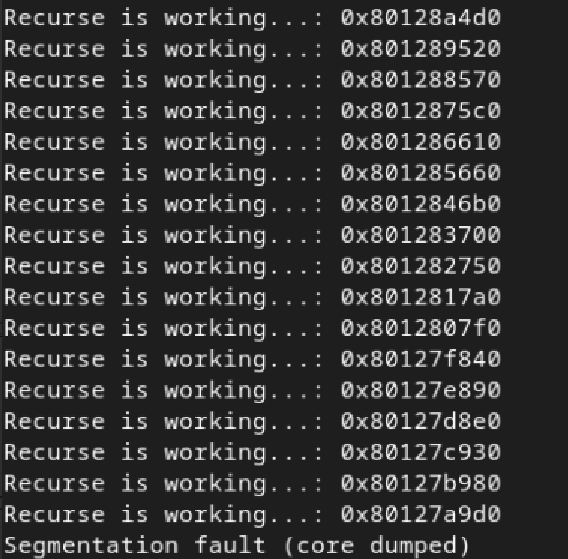 Recurse is working...: 0x80128a4d0
Recurse is working...: 0x801289520
Recurse is working...: 0x801288570
Recurse is working...: 0x8012875c0
Recurse is working...: 0x801286610
Recurse is working...: 0x801285660
Recurse is working...: 0x8012846b0
Recurse is working...: 0x801283700
Recurse is working...: 0x801282750
Recurse is working...: 0x8012817a0
Recurse is working...: 0x8012807f0
Recurse is working...: 0x80127f840
Recurse is working...: 0x80127e890
Recurse is working...: 0x80127d8e0
Recurse is working...: 0x80127c930
Recurse is working...: 0x80127b980
Recurse is working...: 0x80127a9d0
Segmentation fault (core dumped)